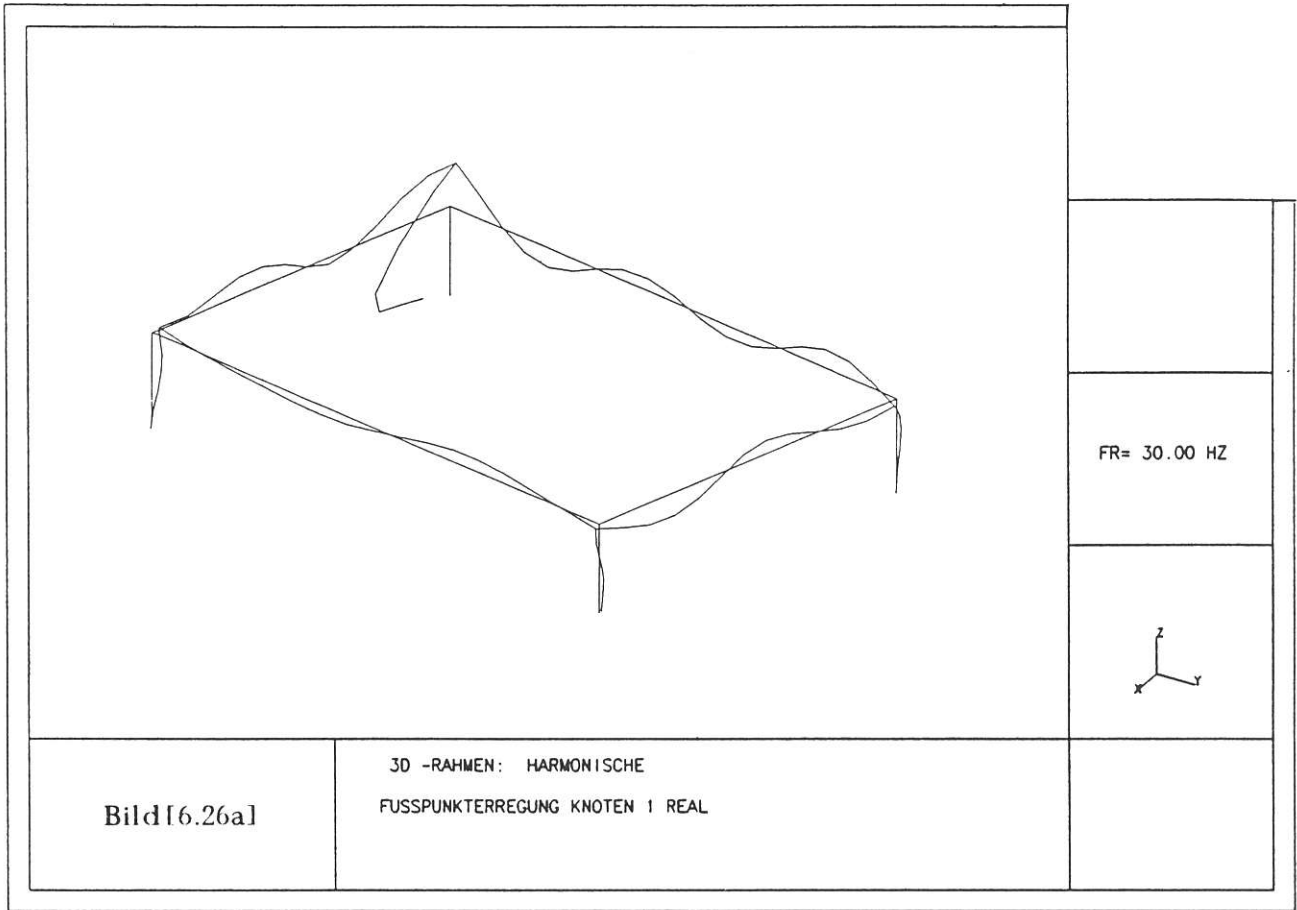 FR= 30.00 HZ
Z
X
Y
Bild[6.26a]
3D -RAHMEN: HARMONISCHE
FUSSPUNKTERREGUNG KNOTEN 1 REAL